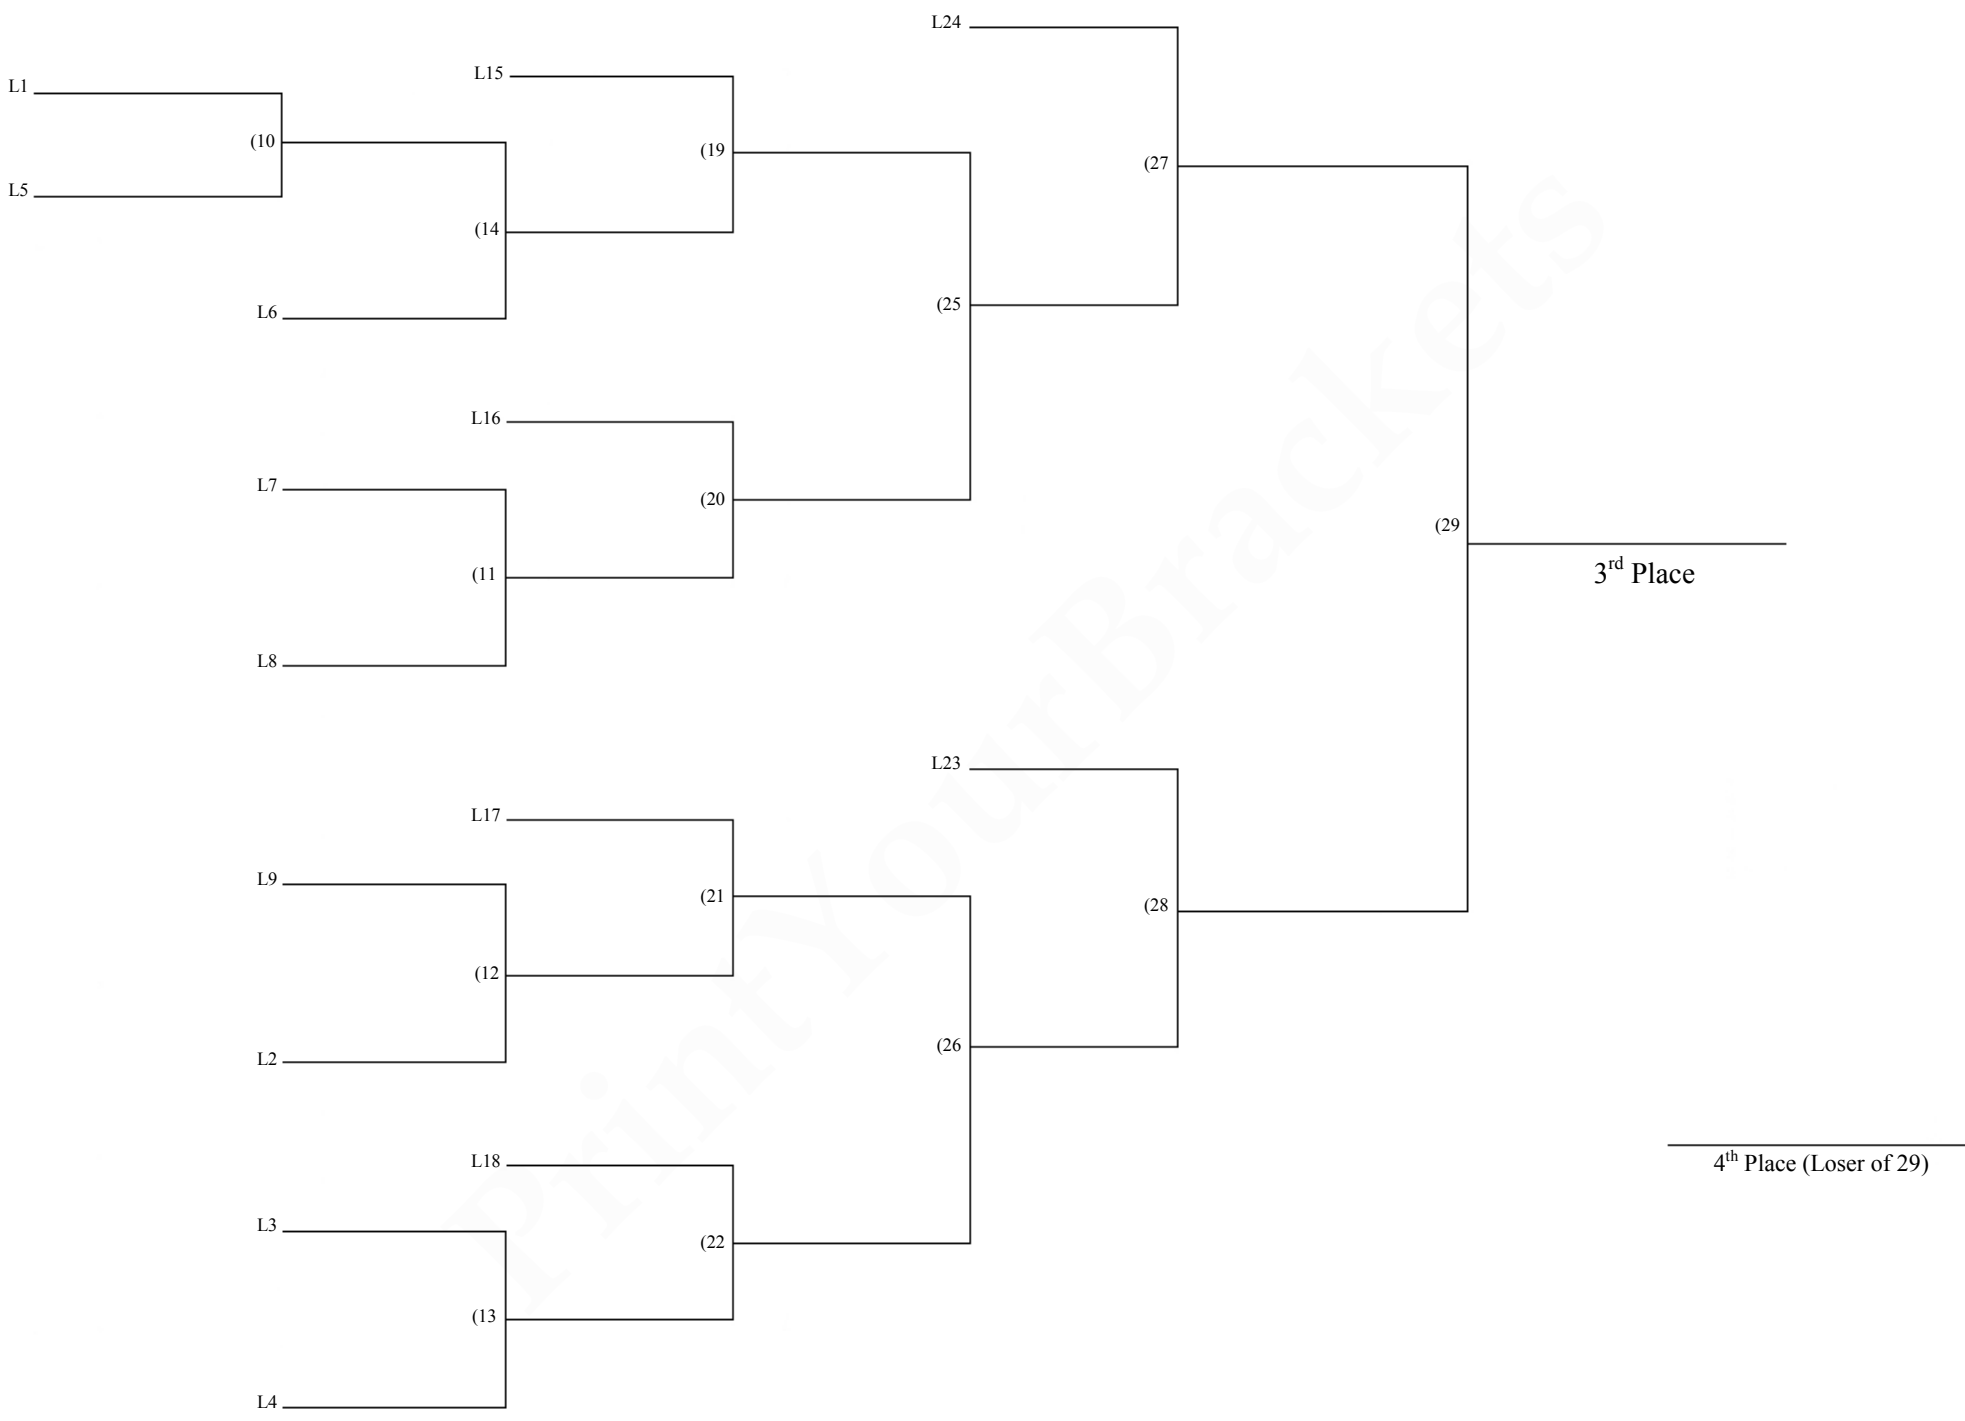 L24
L15
L1
(10
(19
(27
L5
(14
(25
L6
L16
L7
(20
(29
3rd Place
(11
L8
L23
L17
L9
(21
(28
(12
(26
L2
L18
4th Place (Loser of 29)
L3
(22
(13
L4
PrintYourBrackets